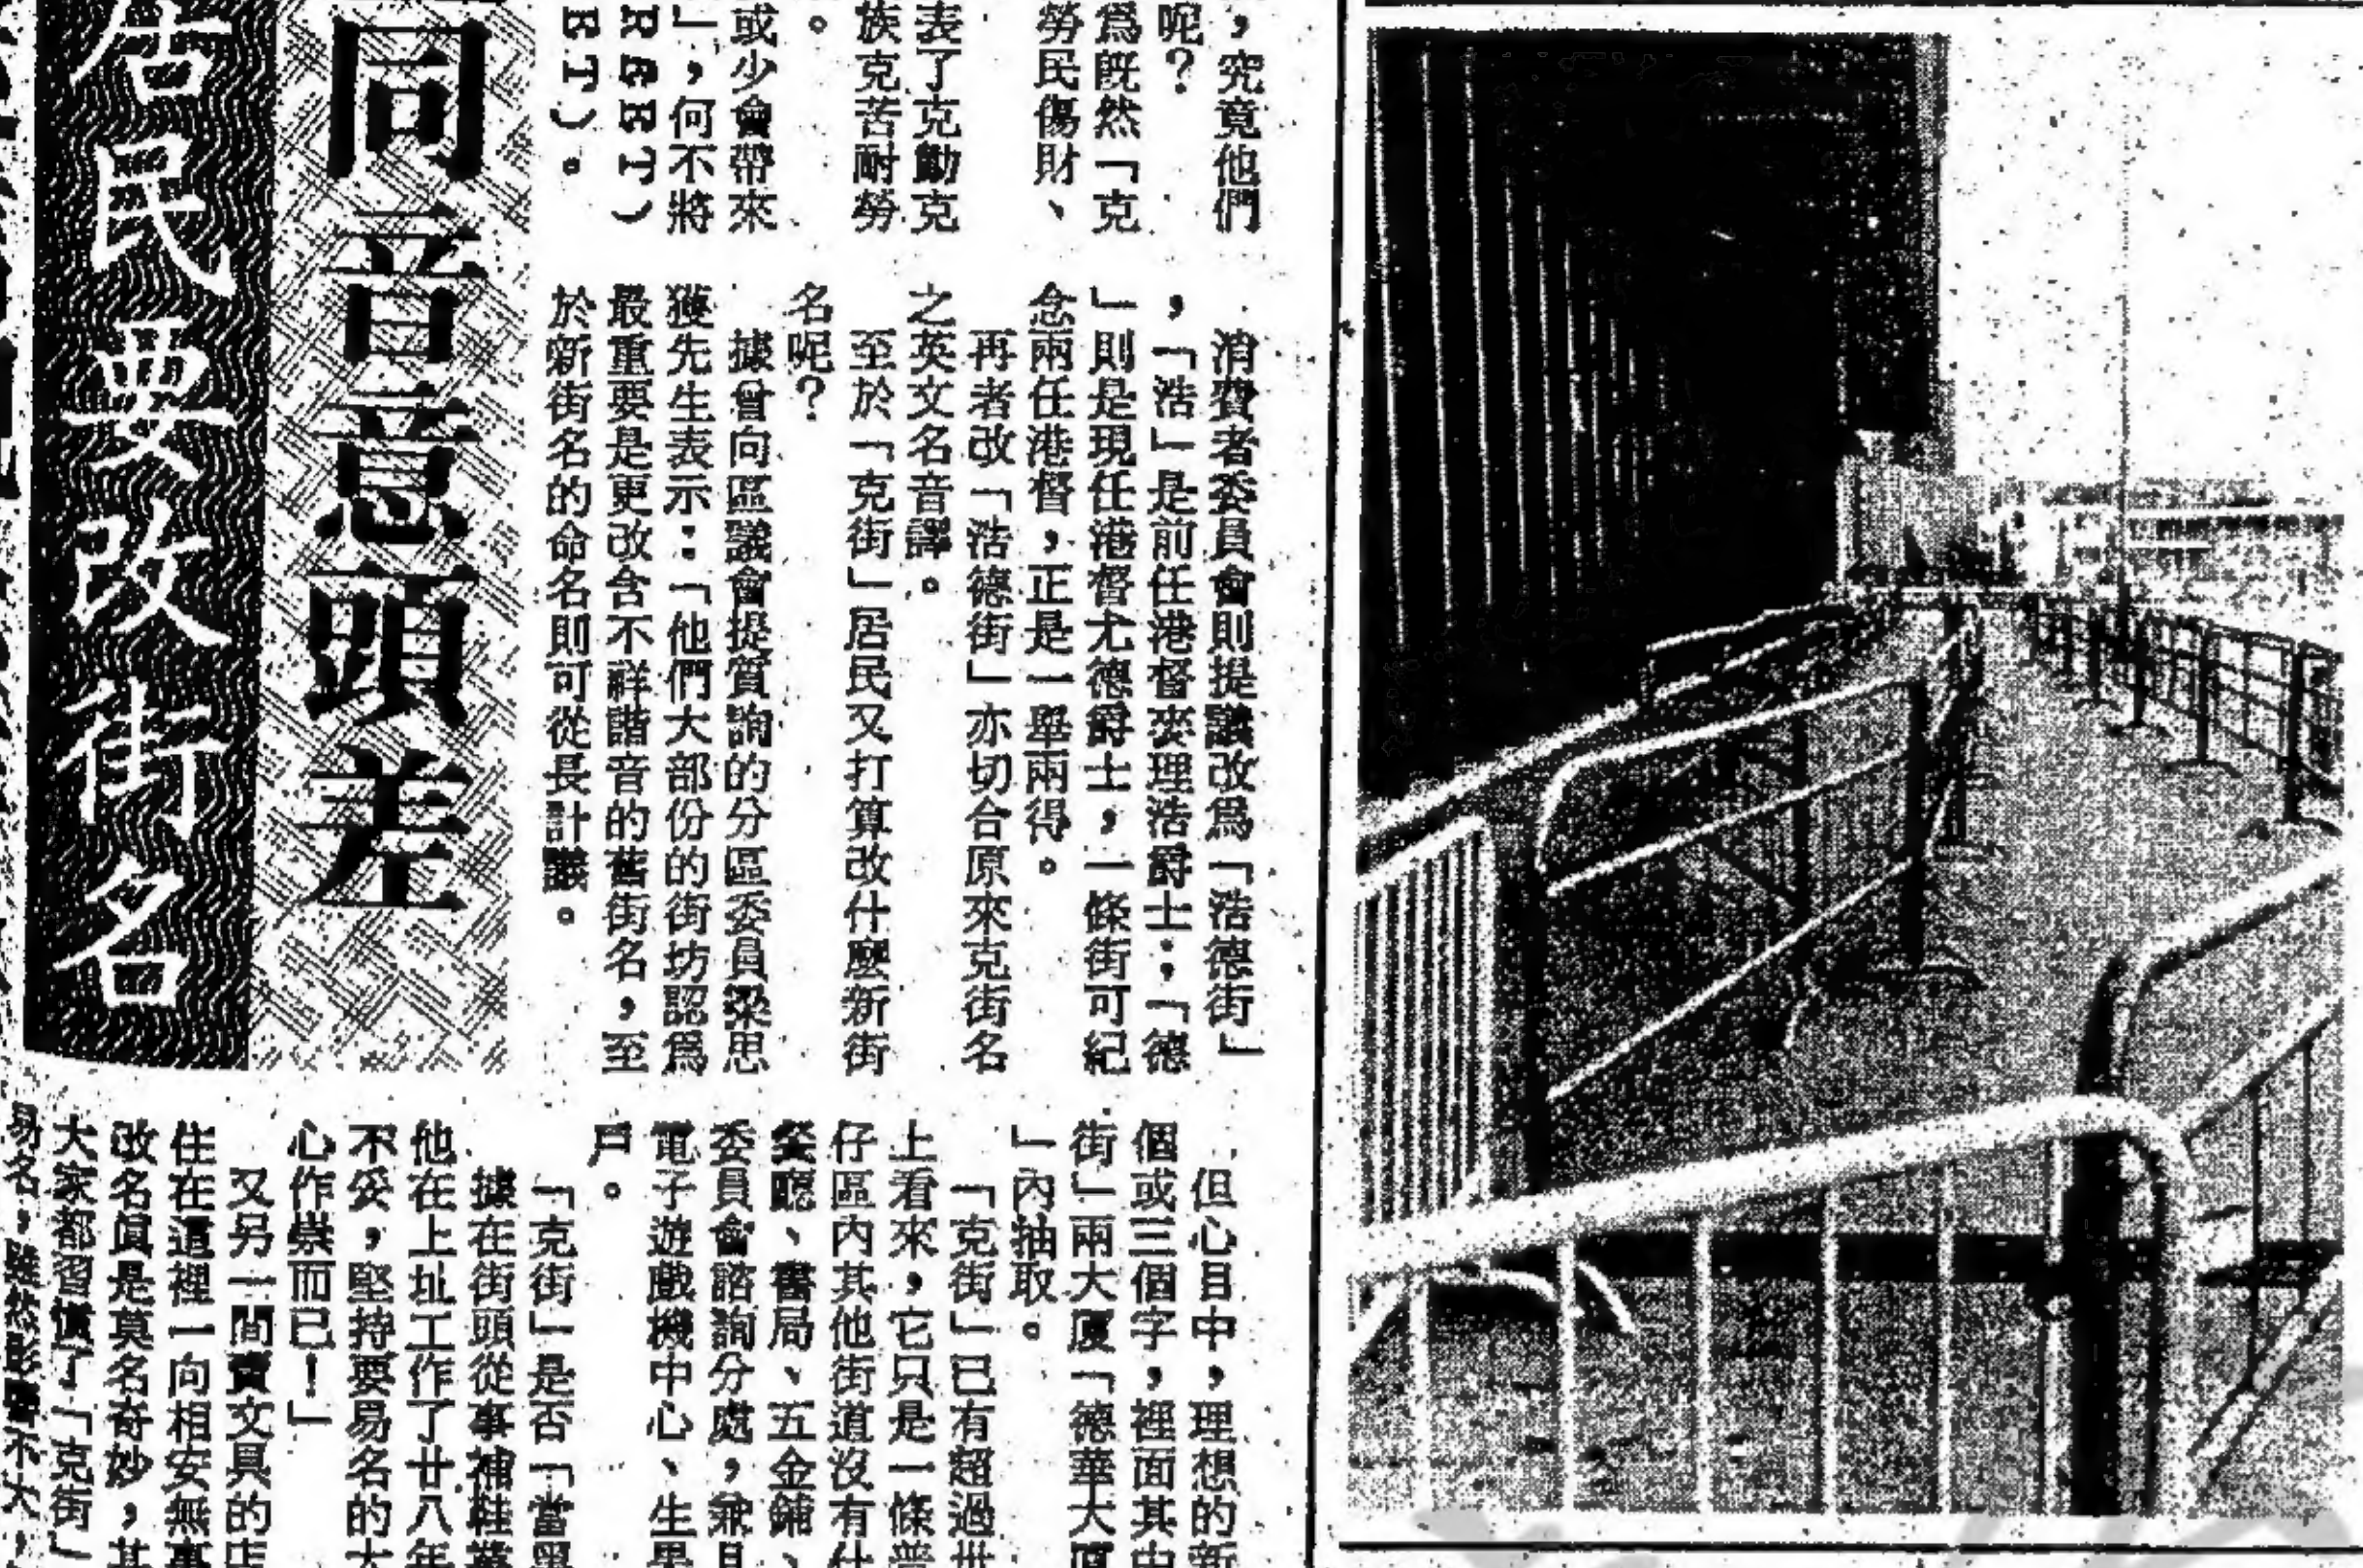 同音意頭差
居民要改街名
，究竟他們
呢？
爲既然「克
勞民傷財、
表了克勤克
族克苦耐勞
。
或少會帶來
」，何不將
R&BT）
BT）。
消費者委員會則提議改爲「浩德街」
，「浩」是前任港督麥理浩爵士；「德
」則是現任港督尤德爵士，一條街可紀
念兩任港督，正是一舉兩得。
再者改「浩德街」亦切合原來克街名
之英文名音譯。
至於「克街」居民又打算改什麼新街
名呢？
據曾向區議會提質詢的分區委員梁思
獲先生表示：「他們大部份的街坊認爲
最重要是更改含不祥諧音的舊街名，至
於新街名的命名則可從長計議。
但心目中，理想的新
個或三個字，裡面其中
街」兩大廈「德華大廈
」內抽取。
「克街」已有超過世
上看來，它只是一條普
仔區內其他街道沒有什
餐廳、書局、五金鋪、
委員會諮詢分處，兼且
電子遊戲機中心、生果
戶。
「克街」是否「當黑
據在街頭從事補鞋業
他在上址工作了廿八年
不妥，堅持要易名的大
心作祟而已！」
又另一間賣文具的店
住在這裡一向相安無事
改名眞是莫名奇妙，其
大家都習慣了「克街」
易名，雖然影響不大，